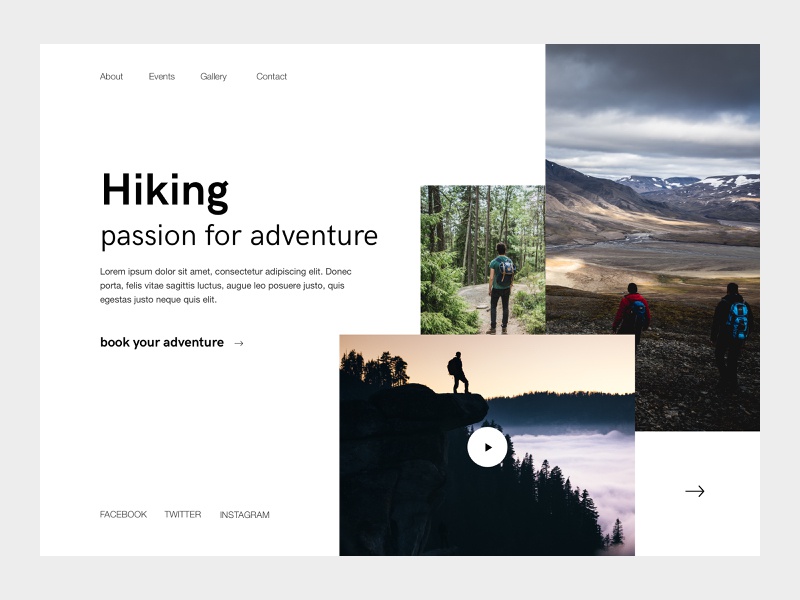 About Events Gallery Contact
Hiking
passion for adventure
Lorem ipsum dolor sit amet, consectetur adipiscing elit. Donec
porta, felis vitae sagittis luctus, augue leo posuere justo, quis
egestas justo neque quis elit.
book your adventure
FACEBOOK TWITTER INSTAGRAM